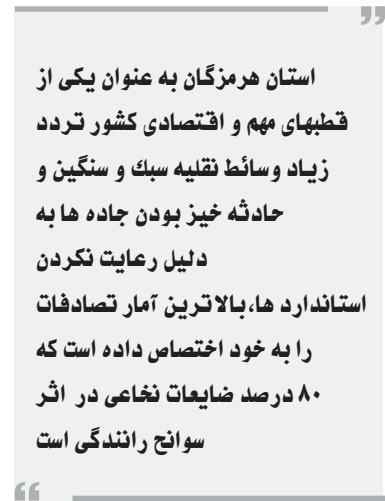 استان هرمزگان به عنوان یکی از
قطبهای مهم و اقتصادی کشور تردد
زیاد وسائط نقلیه سبك و سنگین و
حادثه خیز بودن جاده ها به
دلیل رعایت نکردن
استاندارد ها،بالاترین آمار تصادفات
را به خود اختصاص داده است که
۸۰ درصد ضایعات نخاعی در اثر
سوانح رانندگی است